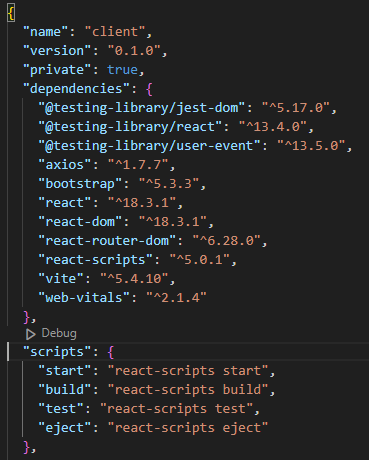 {
"name": "client",
"version": "0.1.0",
"private": true,
"dependencies": {
"@testing-library/jest-dom": "^5.17.0",
"@testing-library/react": "^13.4.0",
"@testing-library/user-event": "^13.5.0",
"axios": "^1.7.7",
"bootstrap": "^5.3.3",
"react": "^18.3.1",
"react-dom": "^18.3.1",
"react-router-dom": "^6.28.0",
"react-scripts": "^5.0.1",
"vite": "^5.4.10",
"web-vitals": "^2.1.4"
},
Debug
"scripts": {
"start": "react-scripts start",
"build": "react-scripts build",
"test": "react-scripts test",
"eject": "react-scripts eject"
},